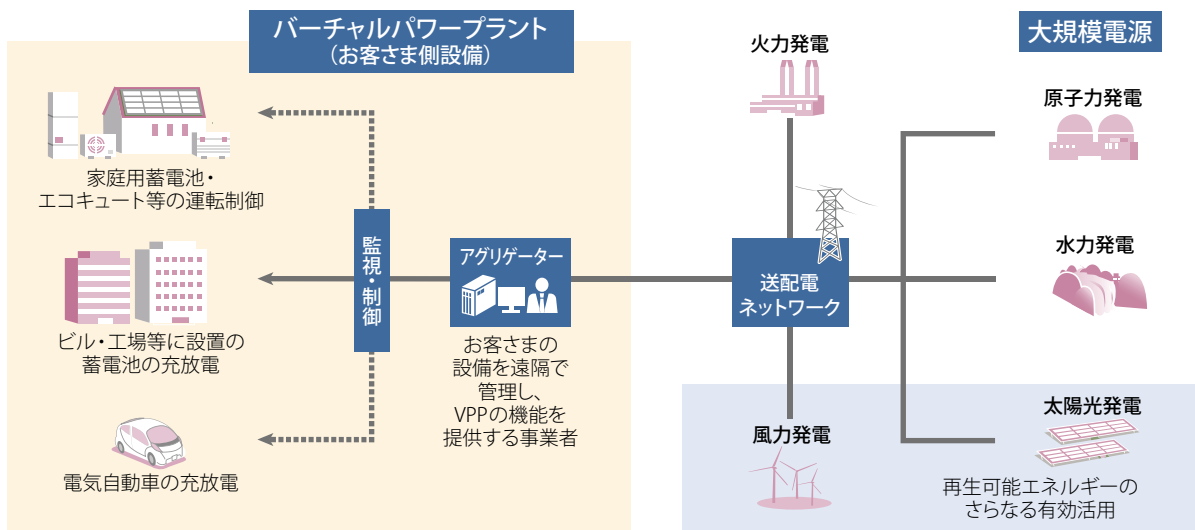 バーチャルパワープラント
（お客さま側設備）
家庭用蓄電池・
エコキュート等の運転制御
ビル・工場等に設置の
蓄電池の充放電
電気自動車の充放電
監視・制御
アグリゲーター
お客さまの
設備を遠隔で
管理し、
VPPの機能を
提供する事業者
火力発電
送配電
ネットワーク
風力発電
大規模電源
原子力発電
水力発電
太陽光発電
再生可能エネルギーの
さらなる有効活用